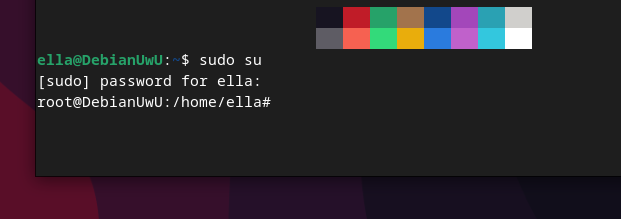 ella@DebianUwU:~$ sudo su
[sudo] password for ella:
root@DebianUwU:/home/ella#